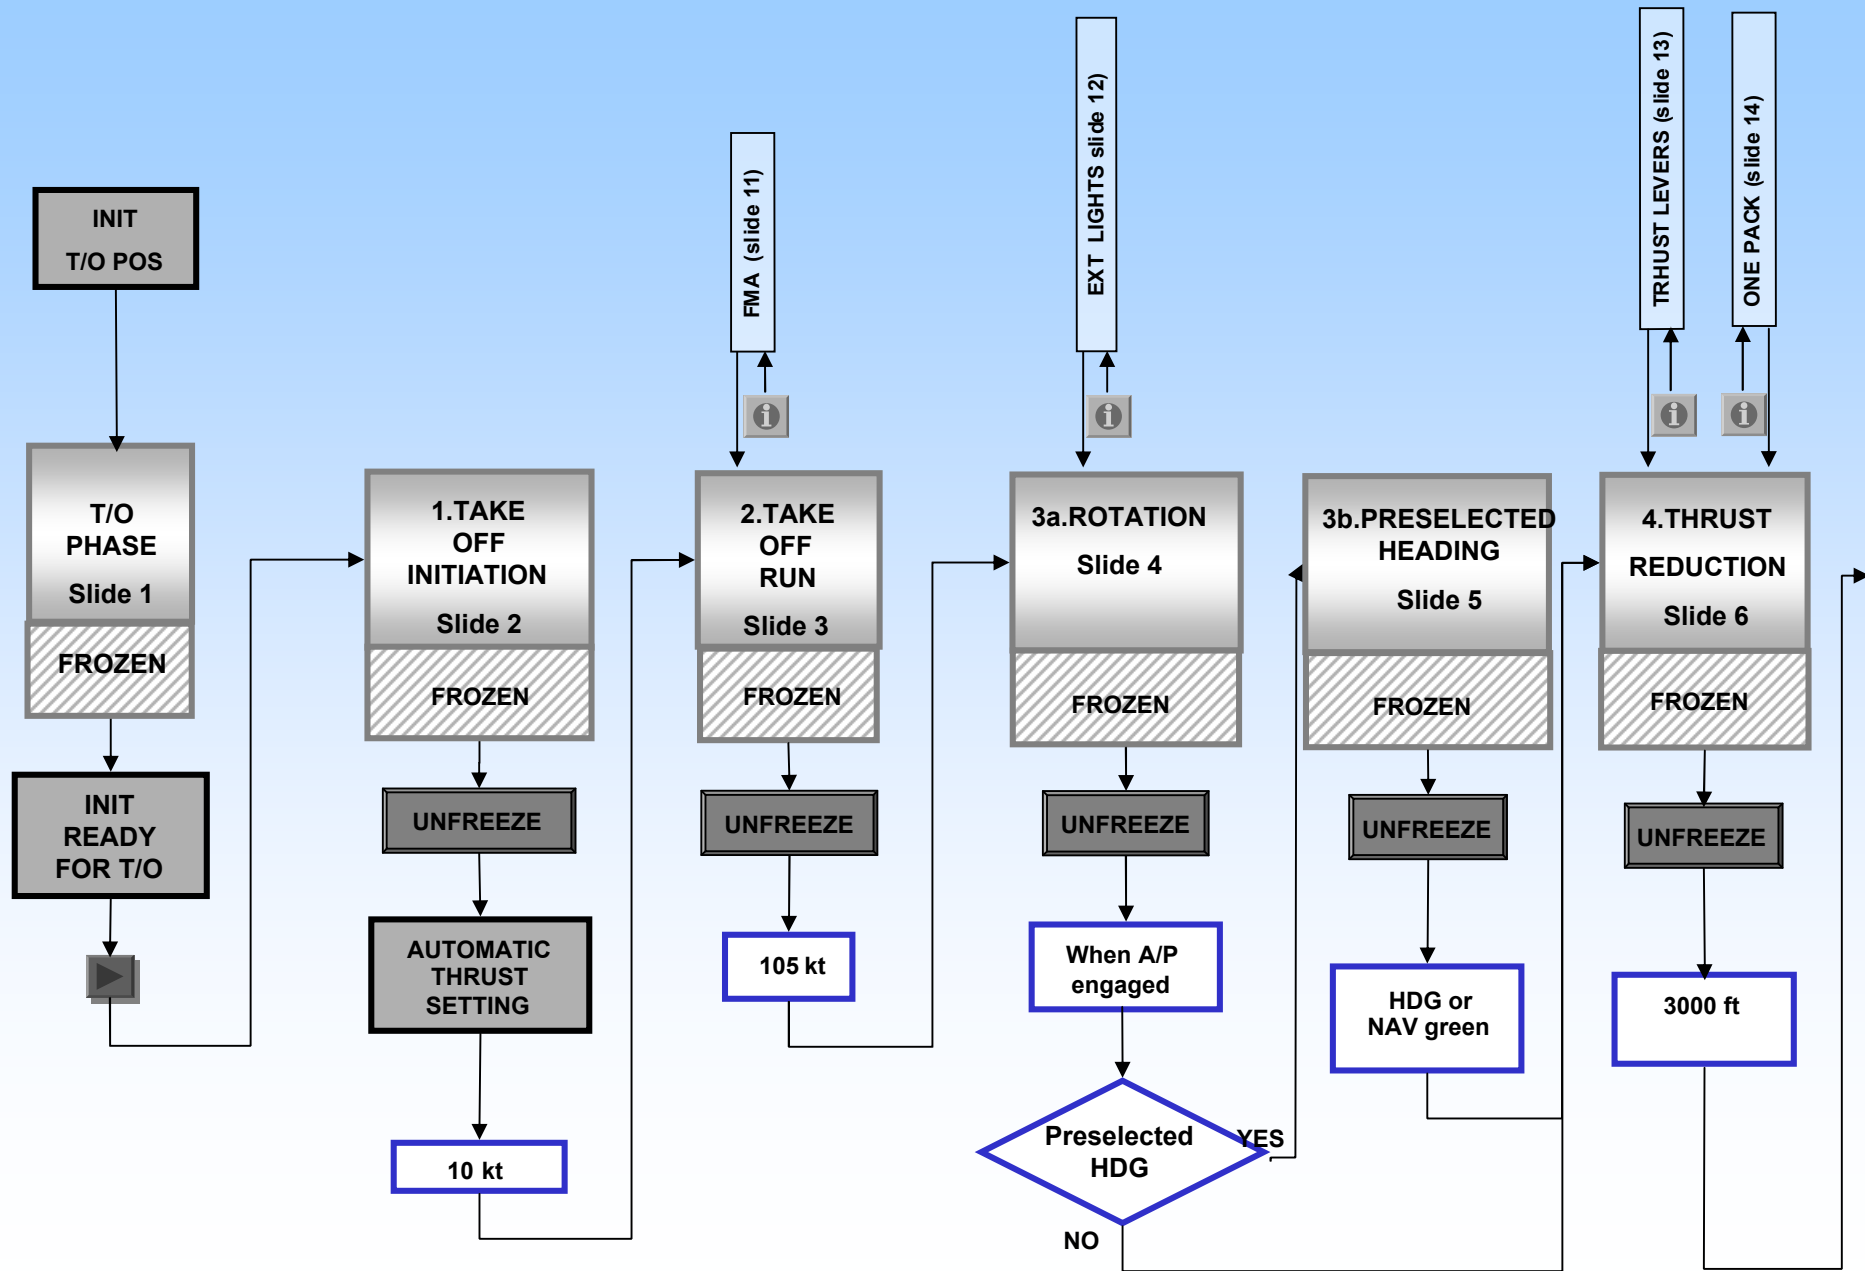 INIT
T/O POS
T/O
PHASE
Slide 1
FROZEN
INIT
READY
FOR T/O
1.TAKE
OFF
INITIATION
Slide 2
FROZEN
UNFREEZE
AUTOMATIC
THRUST
SETTING
10 kt
FMA (slide 11)
2.TAKE
OFF
RUN
Slide 3
FROZEN
UNFREEZE
105 kt
EXT LIGHTS slide 12)
3a.ROTATION
Slide 4
FROZEN
UNFREEZE
When A/P
engaged
Preselected
HDG
YES
NO
3b.PRESELECTED
HEADING
Slide 5
FROZEN
UNFREEZE
HDG or
NAV green
TRHUST LEVERS (slide 13)
ONE PACK (slide 14)
4.THRUST
REDUCTION
Slide 6
FROZEN
UNFREEZE
3000 ft